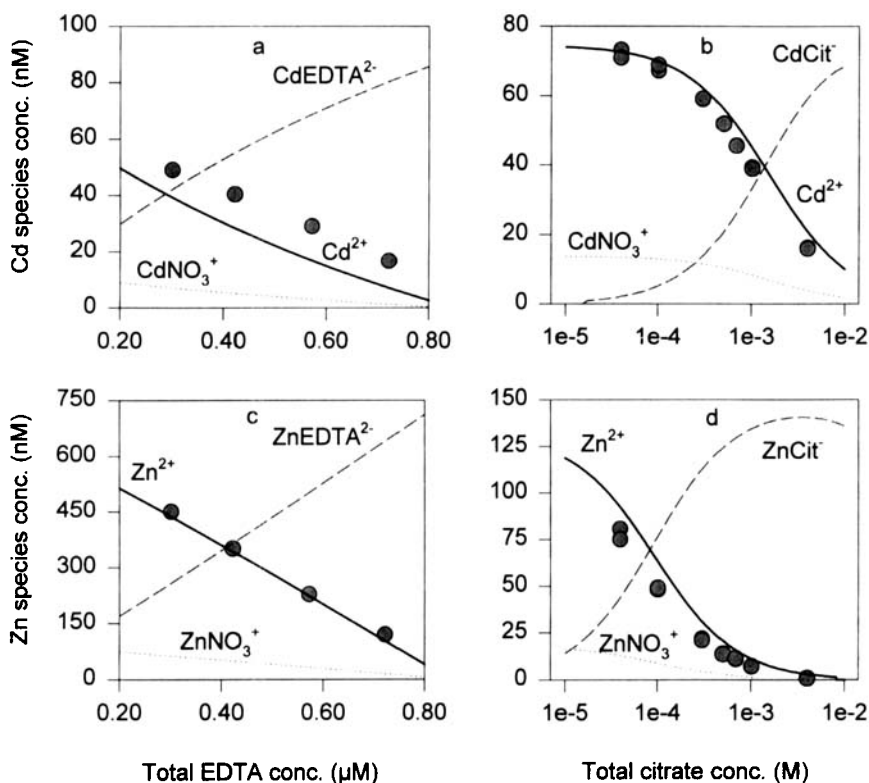 Cd species conc. (nM)
100
80
60
40
20
0
a
CdEDTA²⁻
Cd²⁺
CdNO₃⁺
0.20 0.40 0.60 0.80
80
60
40
20
0
b
CdCit⁻
Cd²⁺
CdNO₃⁺
1e-5 1e-4 1e-3 1e-2
Zn species conc. (nM)
750
600
450
300
150
0
c
ZnEDTA²⁻
Zn²⁺
ZnNO₃⁺
0.20 0.40 0.60 0.80
Total EDTA conc. (µM)
150
125
100
75
50
25
0
d
Zn²⁺
ZnCit⁻
ZnNO₃⁺
1e-5 1e-4 1e-3 1e-2
Total citrate conc. (M)